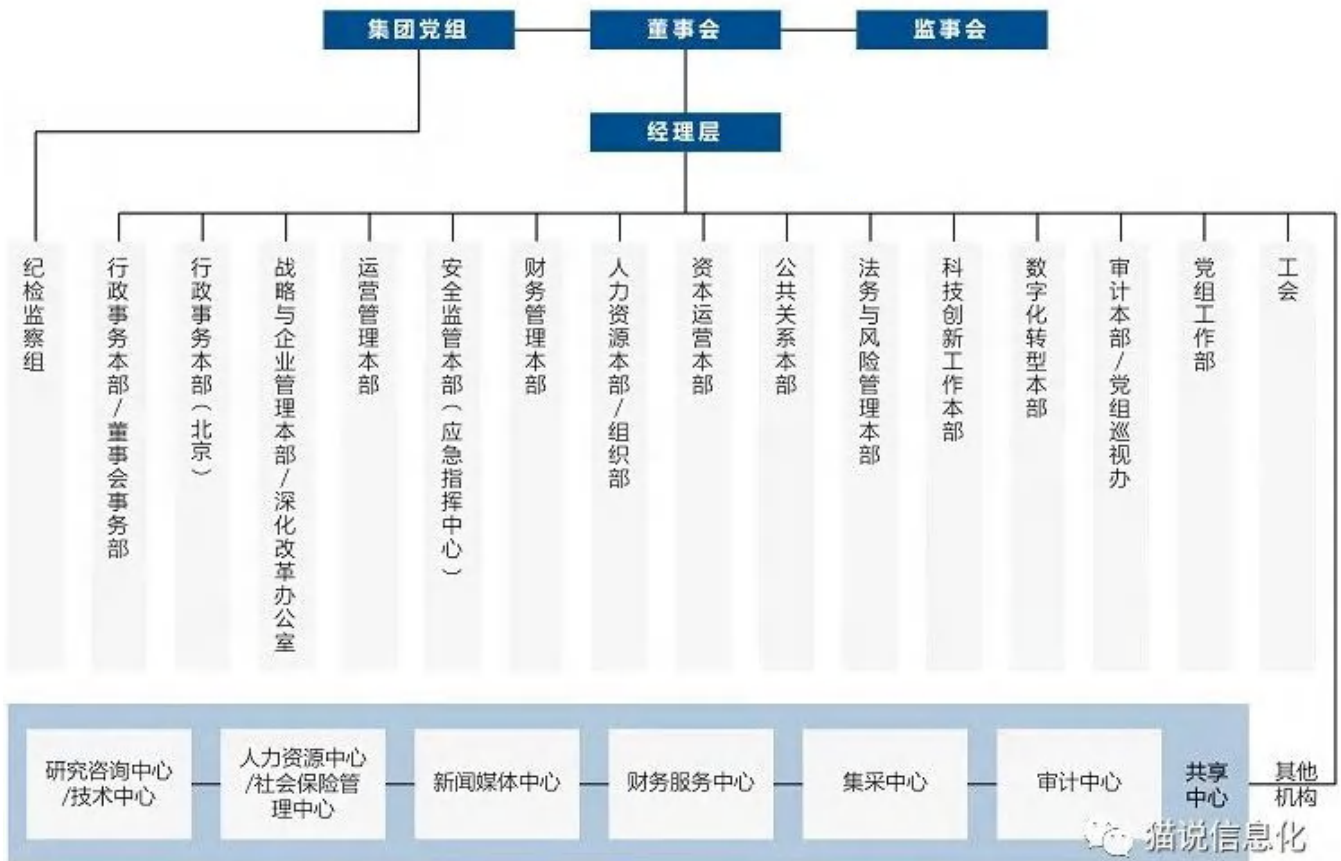 集团党组
董事会
监事会
经理层
纪检监察组
行政事务本部/董事会事务部
行政事务本部(北京)
战略与企业管理本部/深化改革办公室
运营管理本部
安全监管本部(应急指挥中心)
财务管理本部
人力资源本部/组织部
资本运营本部
公共关系本部
法务与风险管理本部
科技创新工作本部
数字化转型本部
审计本部/党组巡视办
党组工作部
工会
研究咨询中心
/技术中心
人力资源中心
/社会保险管
理中心
新闻媒体中心
财务服务中心
集采中心
审计中心
共享
中心
其他
机构
猫说信息化